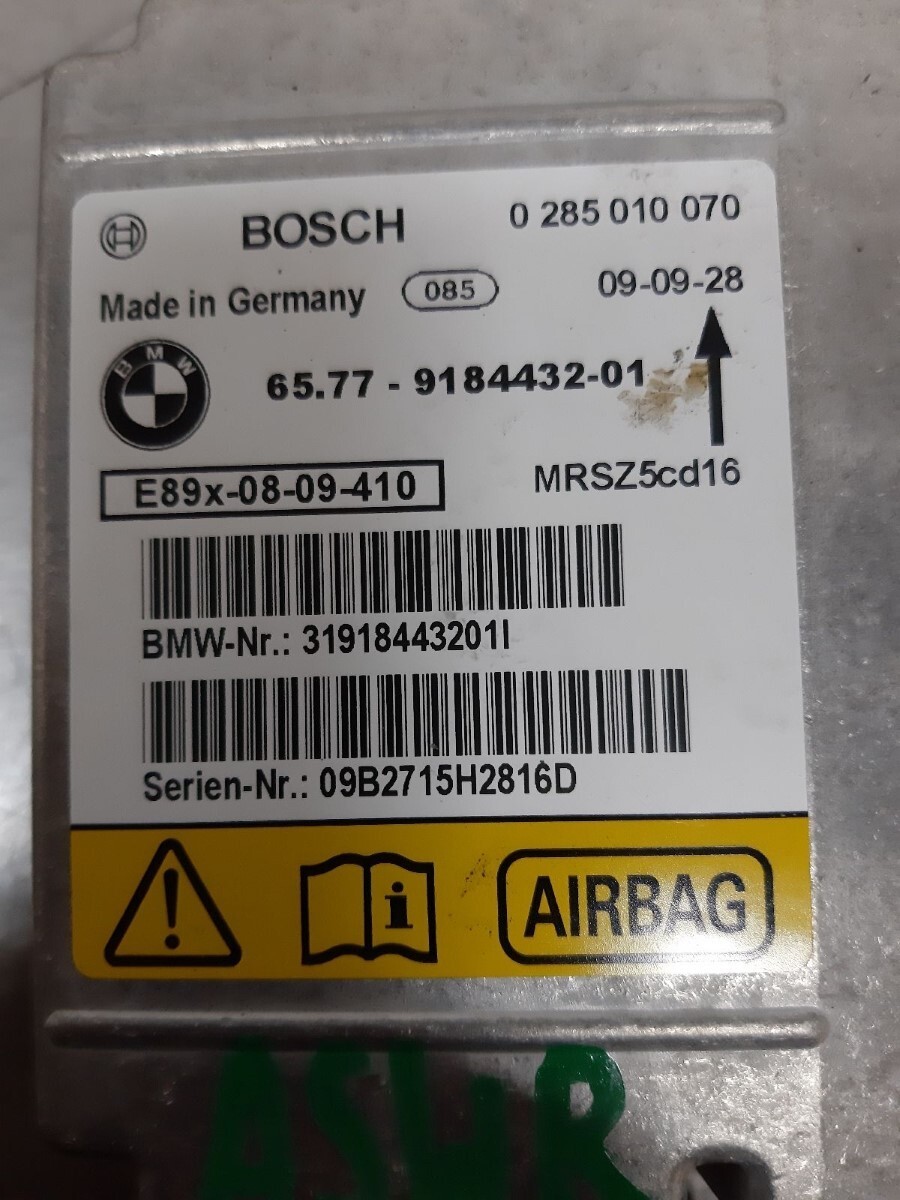 BOSCH 0 285 010 070
Made in Germany 085 09-09-28
BMW 65.77 - 9184432-01
E89x-08-09-410 MRSZ5cd16
BMW-Nr.: 31918443201I
Serien-Nr.: 09B2715H2816D
! i AIRBAG